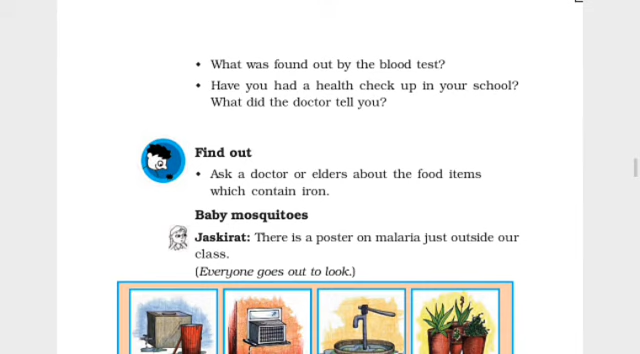 • What was found out by the blood test?
• Have you had a health check up in your school?
What did the doctor tell you?
Find out
• Ask a doctor or elders about the food items
which contain iron.
Baby mosquitoes
Jaskirat: There is a poster on malaria just outside our
class.
(Everyone goes out to look.)